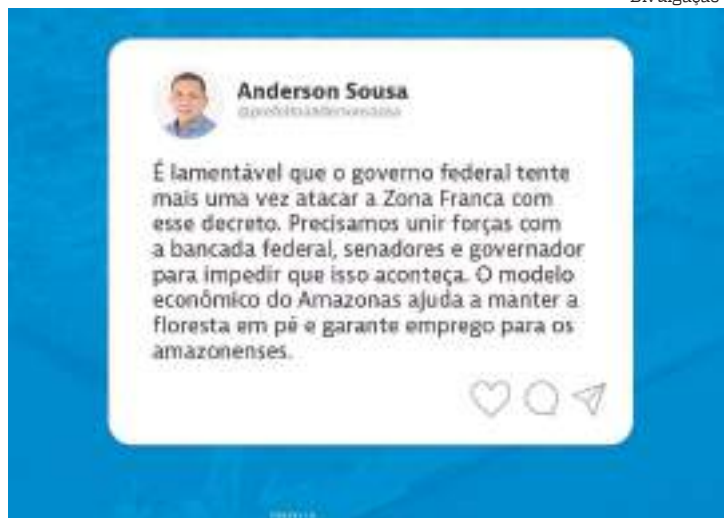 Divulgação
Anderson Sousa
@prefeitoandersonsousa
É lamentável que o governo federal tente
mais uma vez atacar a Zona Franca com
esse decreto. Precisamos unir forças com
a bancada federal, senadores e governador
para impedir que isso aconteça. O modelo
econômico do Amazonas ajuda a manter a
floresta em pé e garante emprego para os
amazonenses.